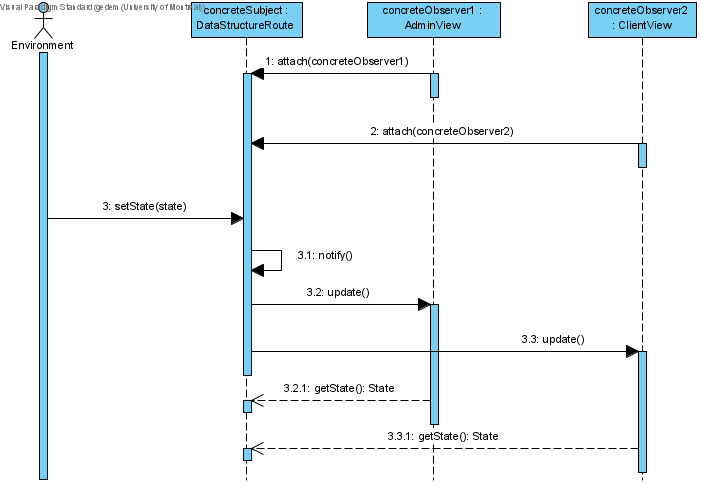 Visual Paradigm Standard(gedem (University of Montreal))
concreteSubject :
DataStructureRoute
concreteObserver1 :
AdminView
concreteObserver2
: ClientView
Environment
1: attach(concreteObserver1)
2: attach(concreteObserver2)
3: setState(state)
3.1: notify()
3.2: update()
3.3: update()
3.2.1: getState(): State
3.3.1: getState(): State